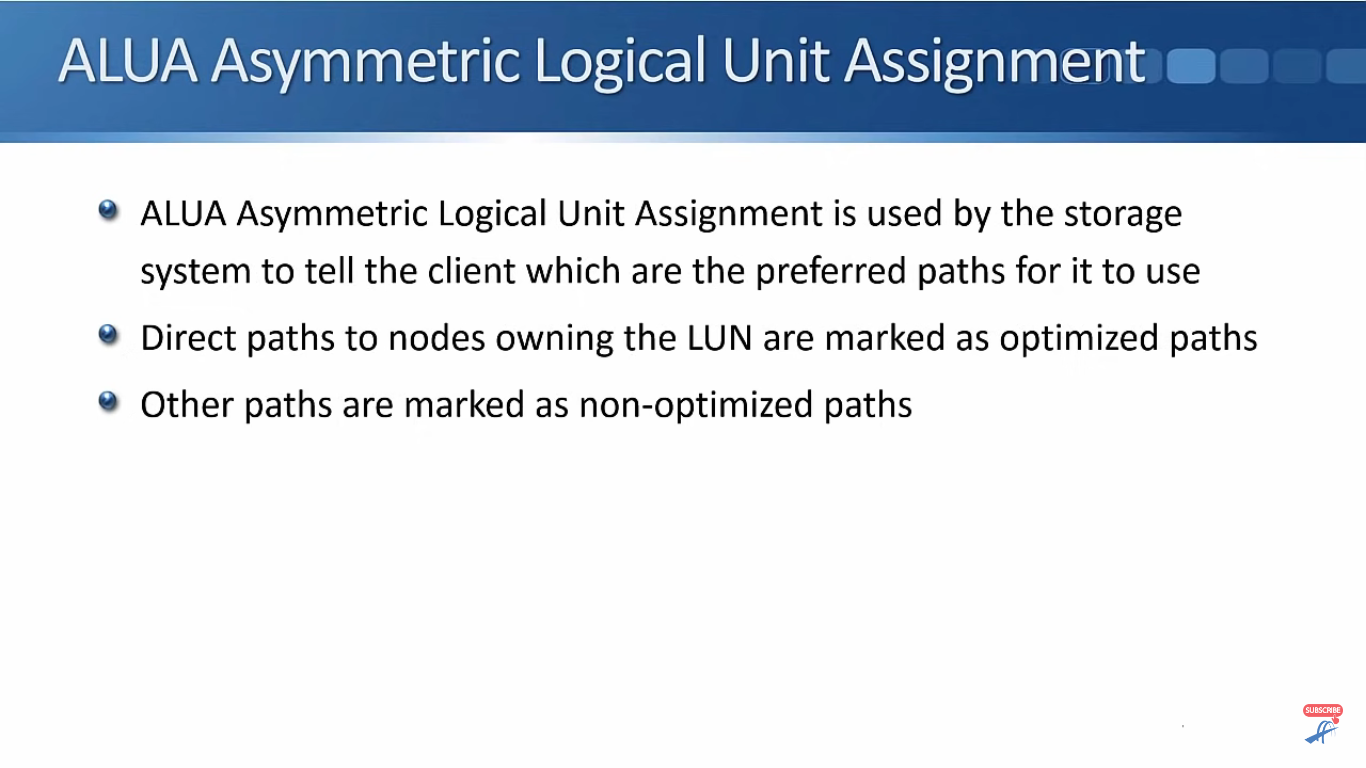 ALUA Asymmetric Logical Unit Assignment
ALUA Asymmetric Logical Unit Assignment is used by the storage
system to tell the client which are the preferred paths for it to use
Direct paths to nodes owning the LUN are marked as optimized paths
Other paths are marked as non-optimized paths
SUBSCRIBE